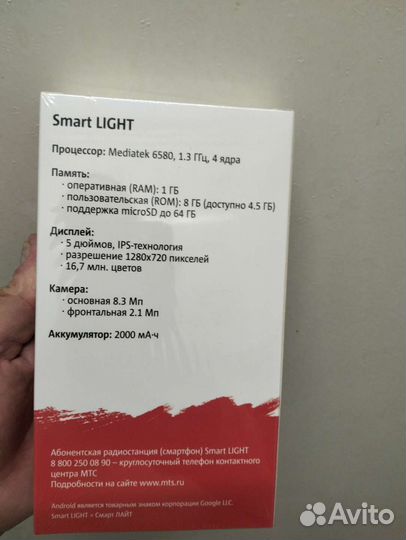 Smart LIGHT
Процессор: Mediatek 6580, 1.3 ГГц, 4 ядра
Память:
· оперативная (RAM): 1 ГБ
· пользовательская (ROM): 8 ГБ (доступно 4.5 ГБ)
· поддержка microSD до 64 ГБ
Дисплей:
· 5 дюймов, IPS-технология
· разрешение 1280x720 пикселей
· 16,7 млн. цветов
Камера:
· основная 8.3 Мп
· фронтальная 2.1 Мп
Аккумулятор: 2000 мА·ч
Абонентская радиостанция (смартфон) Smart LIGHT
8 800 250 08 90 – круглосуточный телефон контактного
центра МТС
Подробности на сайте www.mts.ru
Android является товарным знаком корпорации Google LLC.
Smart LIGHT = Смарт ЛАЙТ
Avito